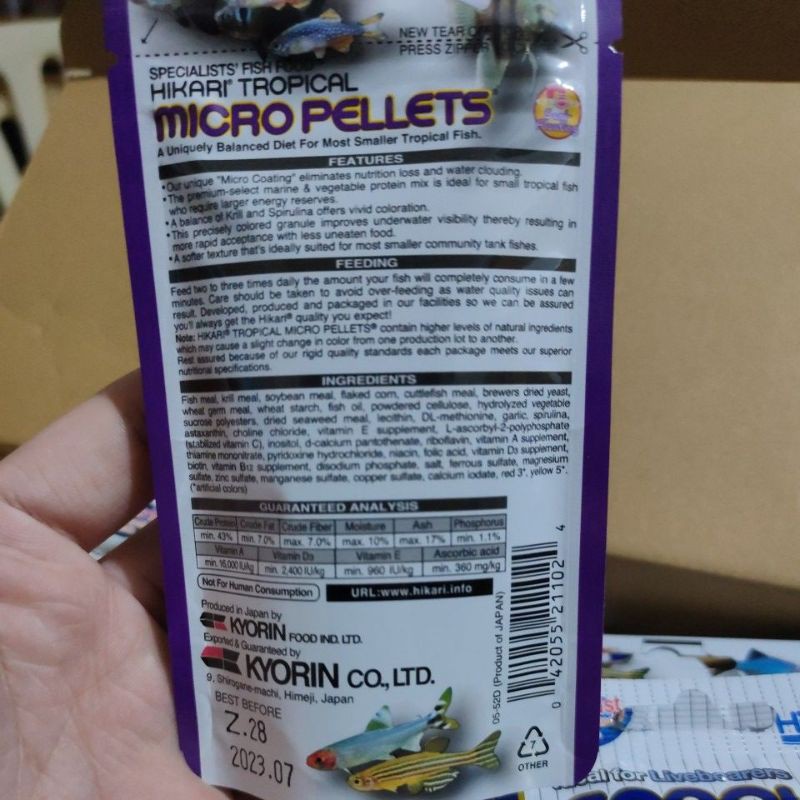 NEW TEAR
PRESS ZIPPER
SPECIALISTS' FISH FOOD
HIKARI® TROPICAL
MICRO PELLETS®
A Uniquely Balanced Diet For Most Smaller Tropical Fish.
FEATURES
•Our unique "Micro Coating" eliminates nutrition loss and water clouding.
•The premium-select marine & vegetable protein mix is ideal for small tropical fish
who require larger energy reserves.
•A balance of Krill and Spirulina offers vivid coloration.
•This precisely colored granule improves underwater visibility thereby resulting in
more rapid acceptance with less uneaten food.
•A softer texture that's ideally suited for most smaller community tank fishes.
FEEDING
Feed two to three times daily the amount your fish will completely consume in a few
minutes. Care should be taken to avoid over-feeding as water quality issues can
result. Developed, produced and packaged in our facilities so we can be assured
you'll always get the Hikari® quality you expect!
Note: HIKARI® TROPICAL MICRO PELLETS® contain higher levels of natural ingredients
which may cause a slight change in color from one production lot to another.
Rest assured because of our rigid quality standards each package meets our superior
nutritional specifications.
INGREDIENTS
Fish meal, krill meal, soybean meal, flaked corn, cuttlefish meal, brewers dried yeast,
wheat germ meal, wheat starch, fish oil, powdered cellulose, hydrolyzed vegetable
sucrose polyesters, dried seaweed meal, lecithin, DL-methionine, garlic, spirulina,
astaxanthin, choline chloride, vitamin E supplement, L-ascorbyl-2-polyphosphate
(stabilized vitamin C), inositol, d-calcium pantothenate, riboflavin, vitamin A supplement,
thiamine mononitrate, pyridoxine hydrochloride, niacin, folic acid, vitamin D3 supplement,
biotin, vitamin B12 supplement, disodium phosphate, salt, ferrous sulfate, magnesium
sulfate, zinc sulfate, manganese sulfate, copper sulfate, calcium iodate, red 3*, yellow 5*.
(*artificial colors)
GUARANTEED ANALYSIS
Crude Protein Crude Fat Crude Fiber Moisture Ash Phosphorus
min. 43% min. 7.0% max. 7.0% max. 10% max. 17% min. 1.1%
Vitamin A Vitamin D3 Vitamin E Ascorbic acid
min. 16,000 IU/kg min. 2,400 IU/kg min. 960 IU/kg min. 360 mg/kg
Not For Human Consumption
URL:www.hikari.info
Produced in Japan by
KYORIN FOOD IND. LTD.
Exported & Guaranteed by
KYORIN CO., LTD.
9, Shirogane-machi, Himeji, Japan
BEST BEFORE
Z.28
2023.07
05-52D (Product of JAPAN)
0 42055 21102 4
7
OTHER
al for Livebearers